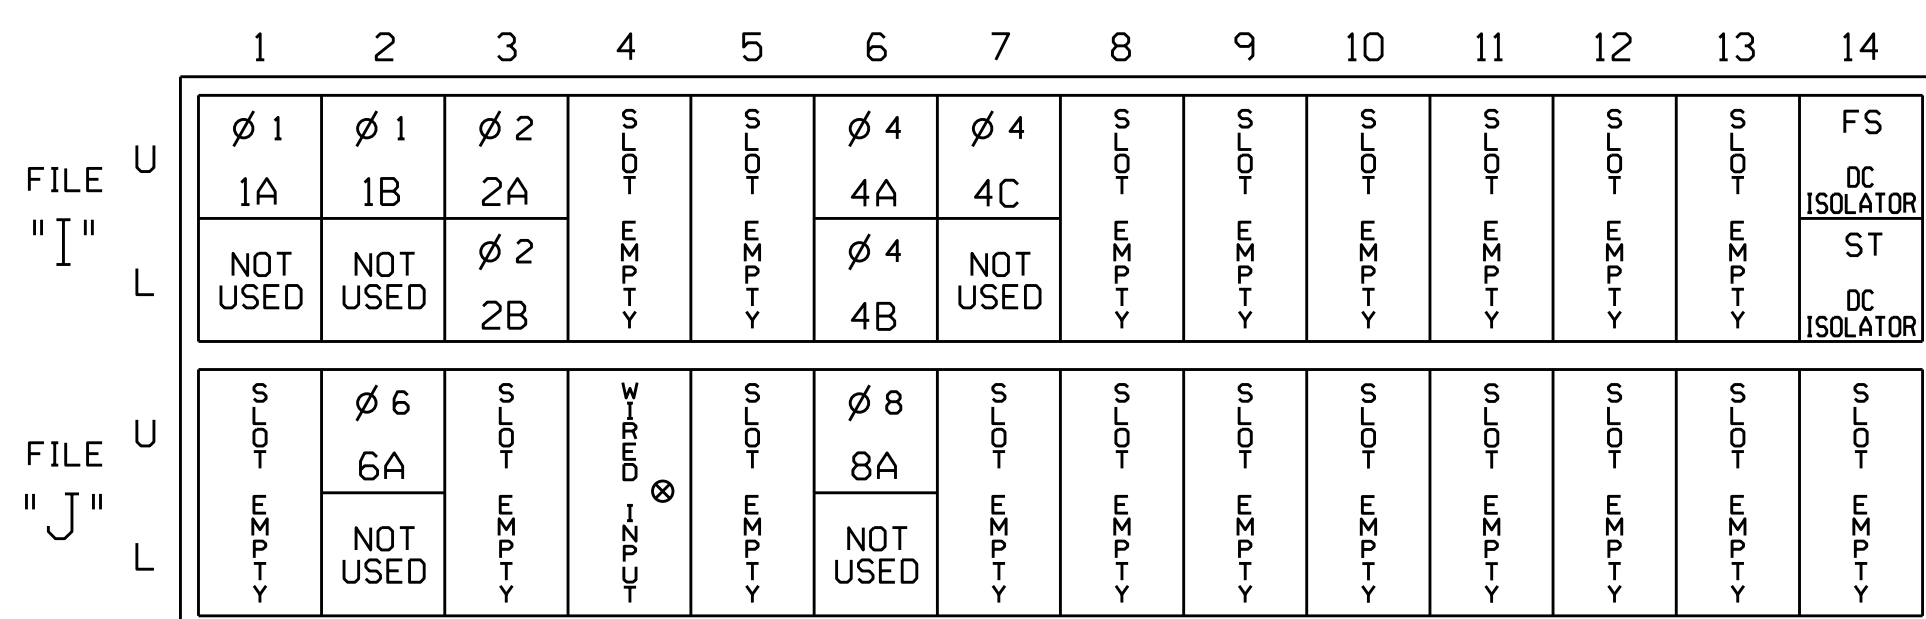 1 2 3 4 5 6 7 8 9 10 11 12 13 14
FILE "I"
U
Ø 1 Ø 1 Ø 2 SLOT EMPTY SLOT EMPTY Ø 4 Ø 4 SLOT EMPTY SLOT EMPTY SLOT EMPTY SLOT EMPTY SLOT EMPTY SLOT EMPTY FS
1A 1B 2A 4A 4C DC ISOLATOR
L
NOT USED NOT USED Ø 2 Ø 4 NOT USED ST
2B 4B DC ISOLATOR
FILE "J"
U
SLOT EMPTY Ø 6 SLOT EMPTY WIRED INPUT SLOT EMPTY Ø 8 SLOT EMPTY SLOT EMPTY SLOT EMPTY SLOT EMPTY SLOT EMPTY SLOT EMPTY SLOT EMPTY SLOT EMPTY
6A ⊗ 8A
L
NOT USED NOT USED